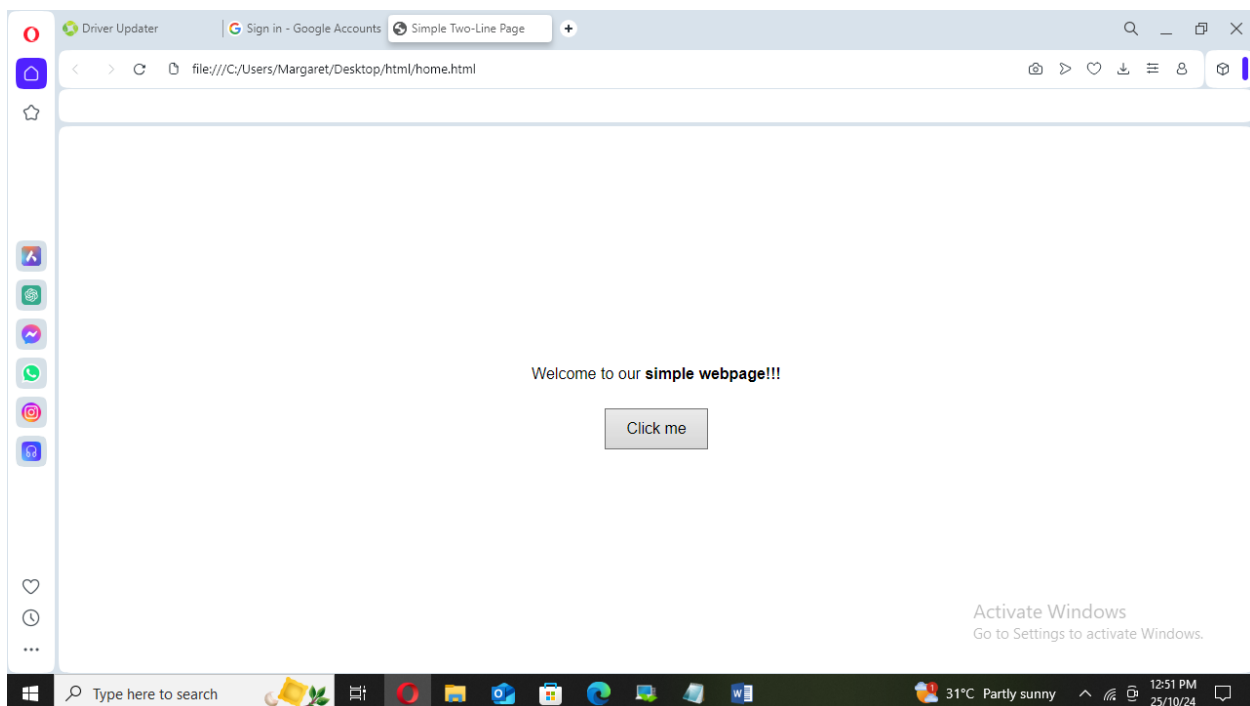 Driver Updater
Sign in - Google Accounts
Simple Two-Line Page
file:///C:/Users/Margaret/Desktop/html/home.html
Welcome to our simple webpage!!!
Click me
Activate Windows
Go to Settings to activate Windows.
Type here to search
1
31°C Partly sunny
12:51 PM
25/10/24